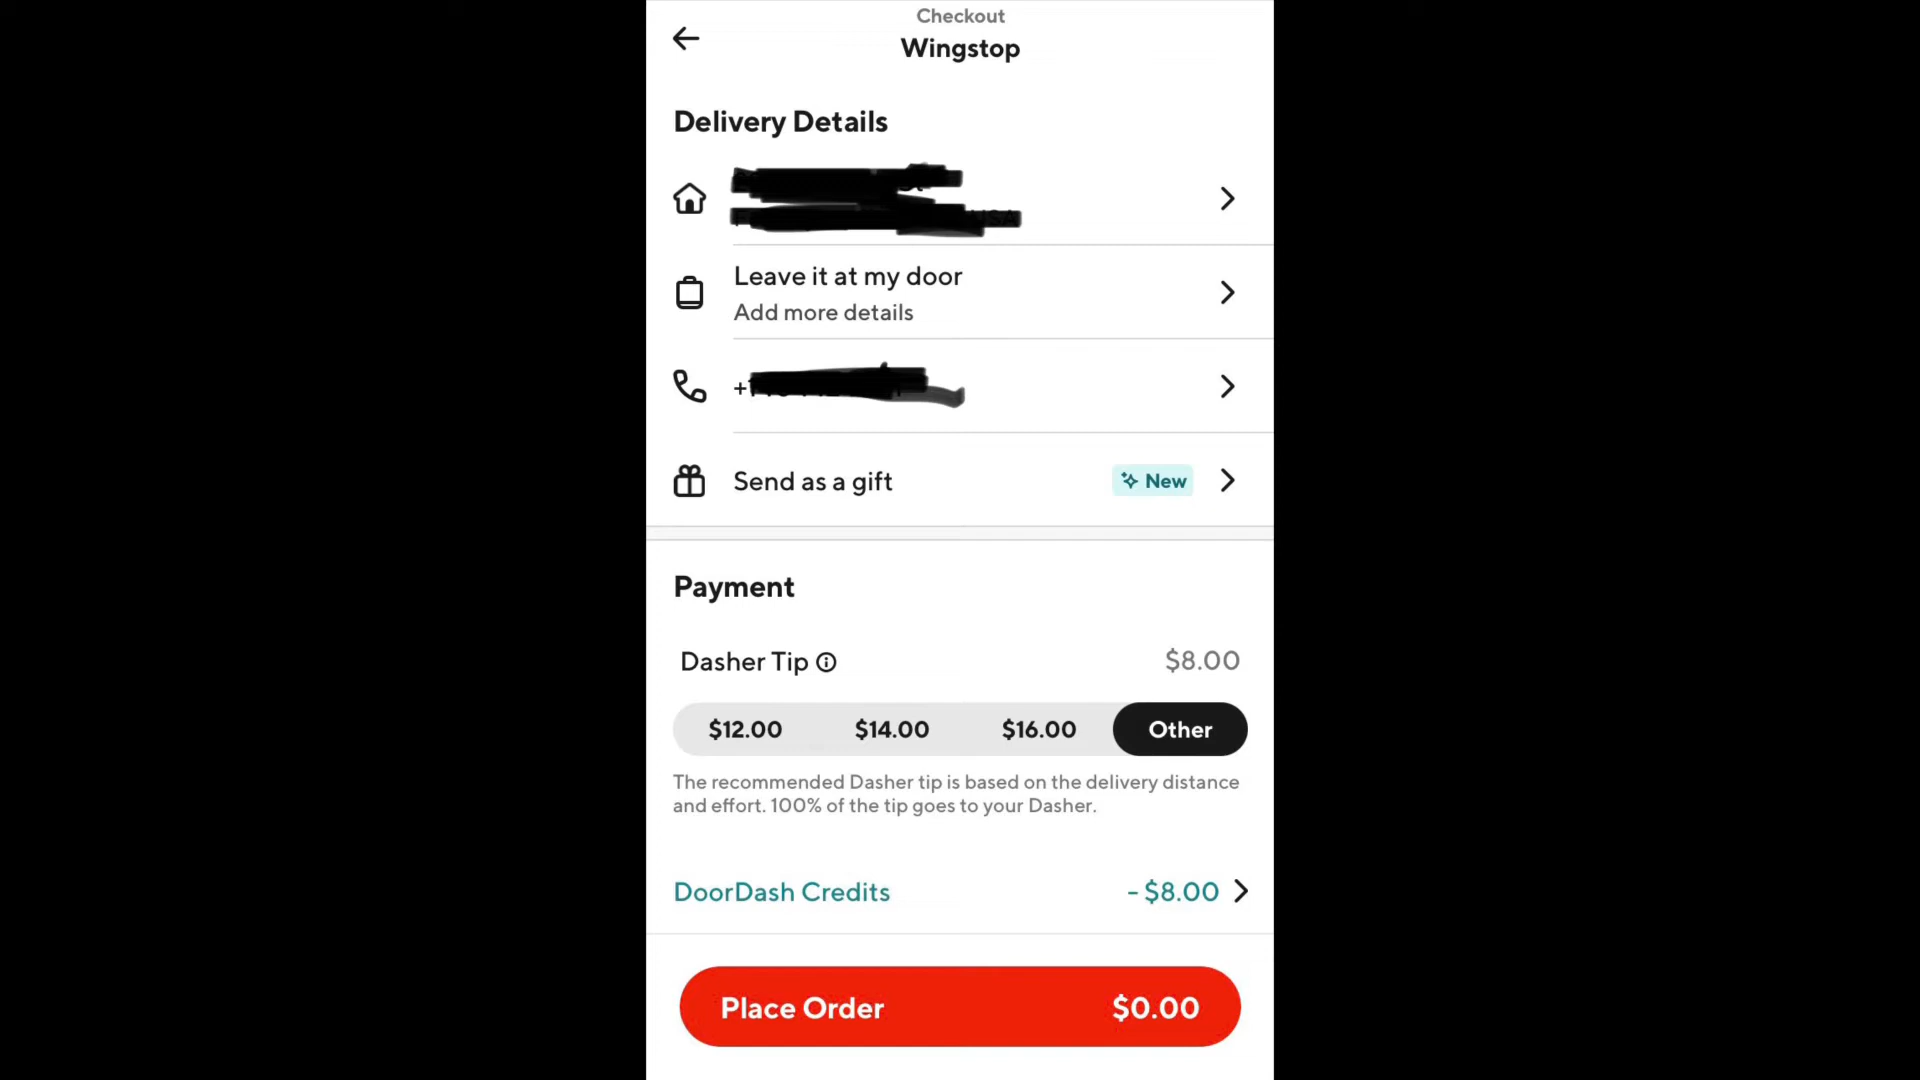 Checkout
Wingstop
Delivery Details
Leave it at my door
Add more details
Send as a gift
New
Payment
Dasher Tip
$8.00
$12.00 $14.00 $16.00 Other
The recommended Dasher tip is based on the delivery distance
and effort. 100% of the tip goes to your Dasher.
DoorDash Credits
- $8.00
Place Order
$0.00